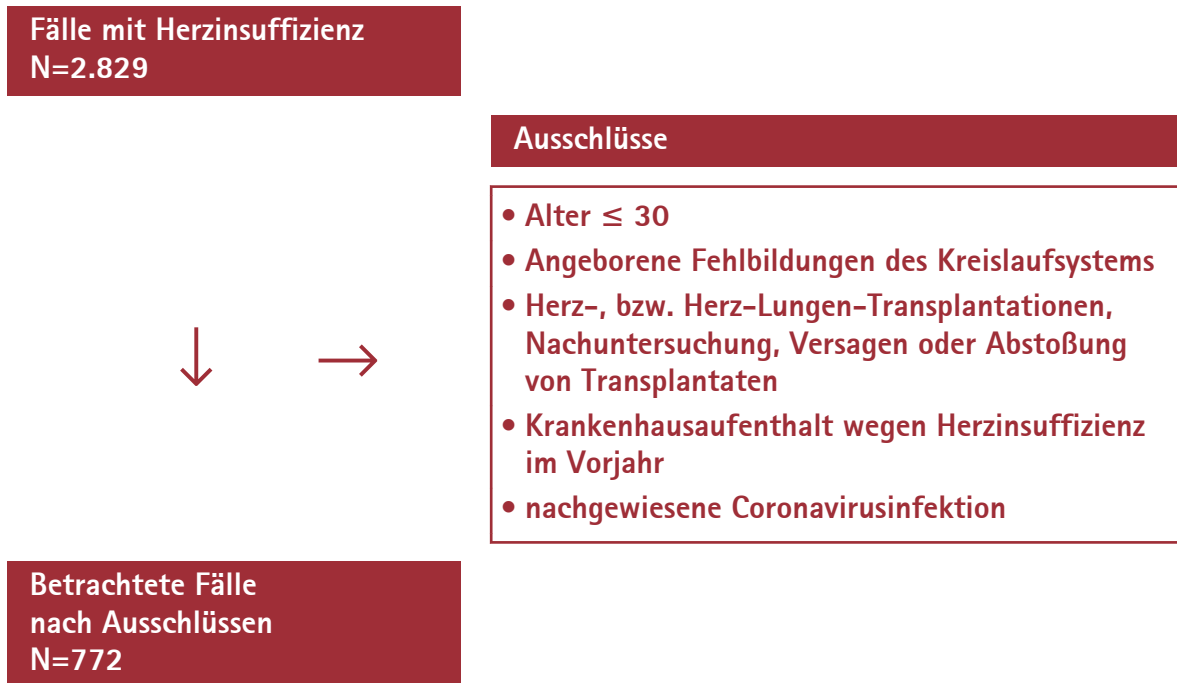 Fälle mit Herzinsuffizienz
N=2.829
Ausschlüsse
• Alter ≤ 30
• Angeborene Fehlbildungen des Kreislaufsystems
• Herz-, bzw. Herz-Lungen-Transplantationen,
Nachuntersuchung, Versagen oder Abstoßung
von Transplantaten
• Krankenhausaufenthalt wegen Herzinsuffizienz
im Vorjahr
• nachgewiesene Coronavirusinfektion
Betrachtete Fälle
nach Ausschlüssen
N=772